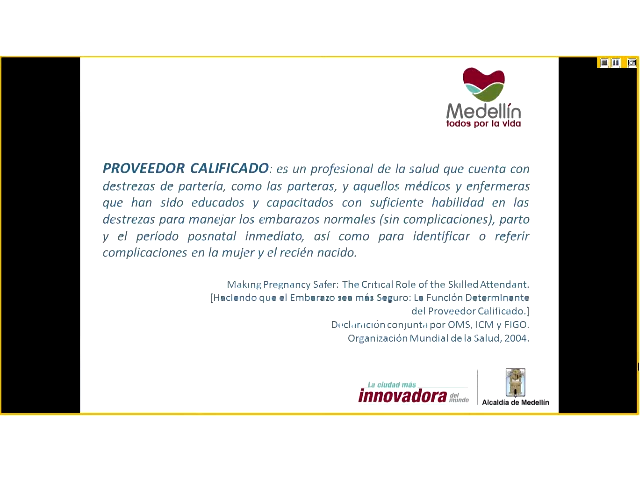 Medellín
todos por la vida
PROVEEDOR CALIFICADO: es un profesional de la salud que cuenta con
destrezas de partería, como las parteras, y aquellos médicos y enfermeras
que han sido educados y capacitados con suficiente habilidad en las
destrezas para manejar los embarazos normales (sin complicaciones), parto
y el período posnatal inmediato, así como para identificar o referir
complicaciones en la mujer y el recién nacido.
Making Pregnancy Safer: The Critical Role of the Skilled Attendant.
[Haciendo que el Embarazo sea más Seguro: La Función Determinante
del Proveedor Calificado.]
Declaración conjunta por OMS, ICM y FIGO.
Organización Mundial de la Salud, 2004.
La ciudad más
innovadora del mundo
Alcaldía de Medellín